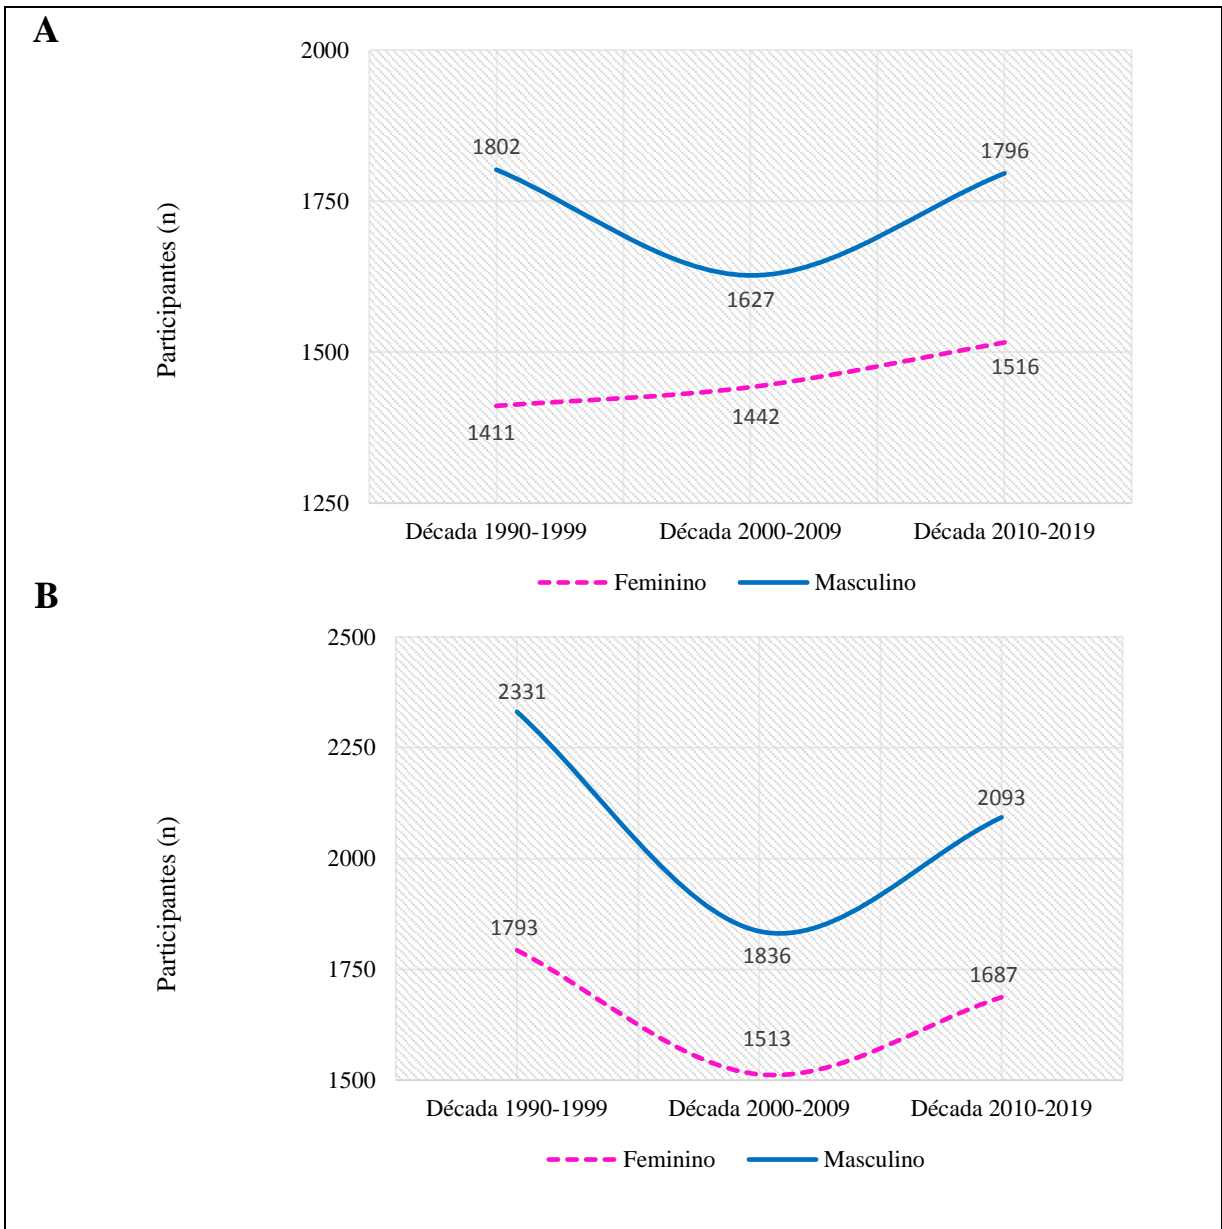 A
2000
1802
1796
1750
1627
Participantes (n)
1500
1516
1411
1442
1250
Década 1990-1999 Década 2000-2009 Década 2010-2019
Feminino Masculino
B
2500
2331
2250
2093
2000
1793
1836
Participantes (n)
1750
1687
1513
1500
Década 1990-1999 Década 2000-2009 Década 2010-2019
Feminino Masculino